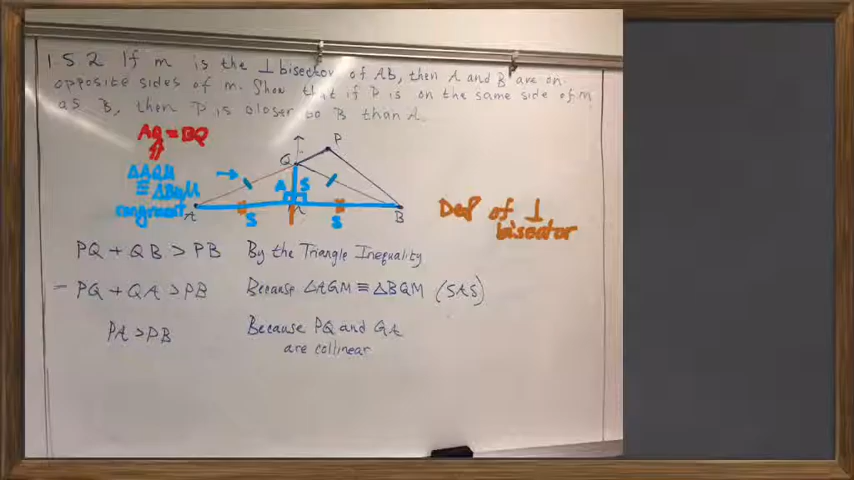 1.5.2 If m is the ⊥ bisector of AB, then A and B are on
opposite sides of m. Show that if P is on the same side of m
as B, then P is closer to B than A.
AQ = BQ
P
Q
ΔAQM
≅ ΔBQM
congruent
A
S
A
S
M
S
B
Def of ⊥
bisector
PQ + QB > PB By the Triangle Inequality
= PQ + QA > PB Because ΔAGM ≅ ΔBQM (SAS)
PA > PB Because PQ and QA
are collinear